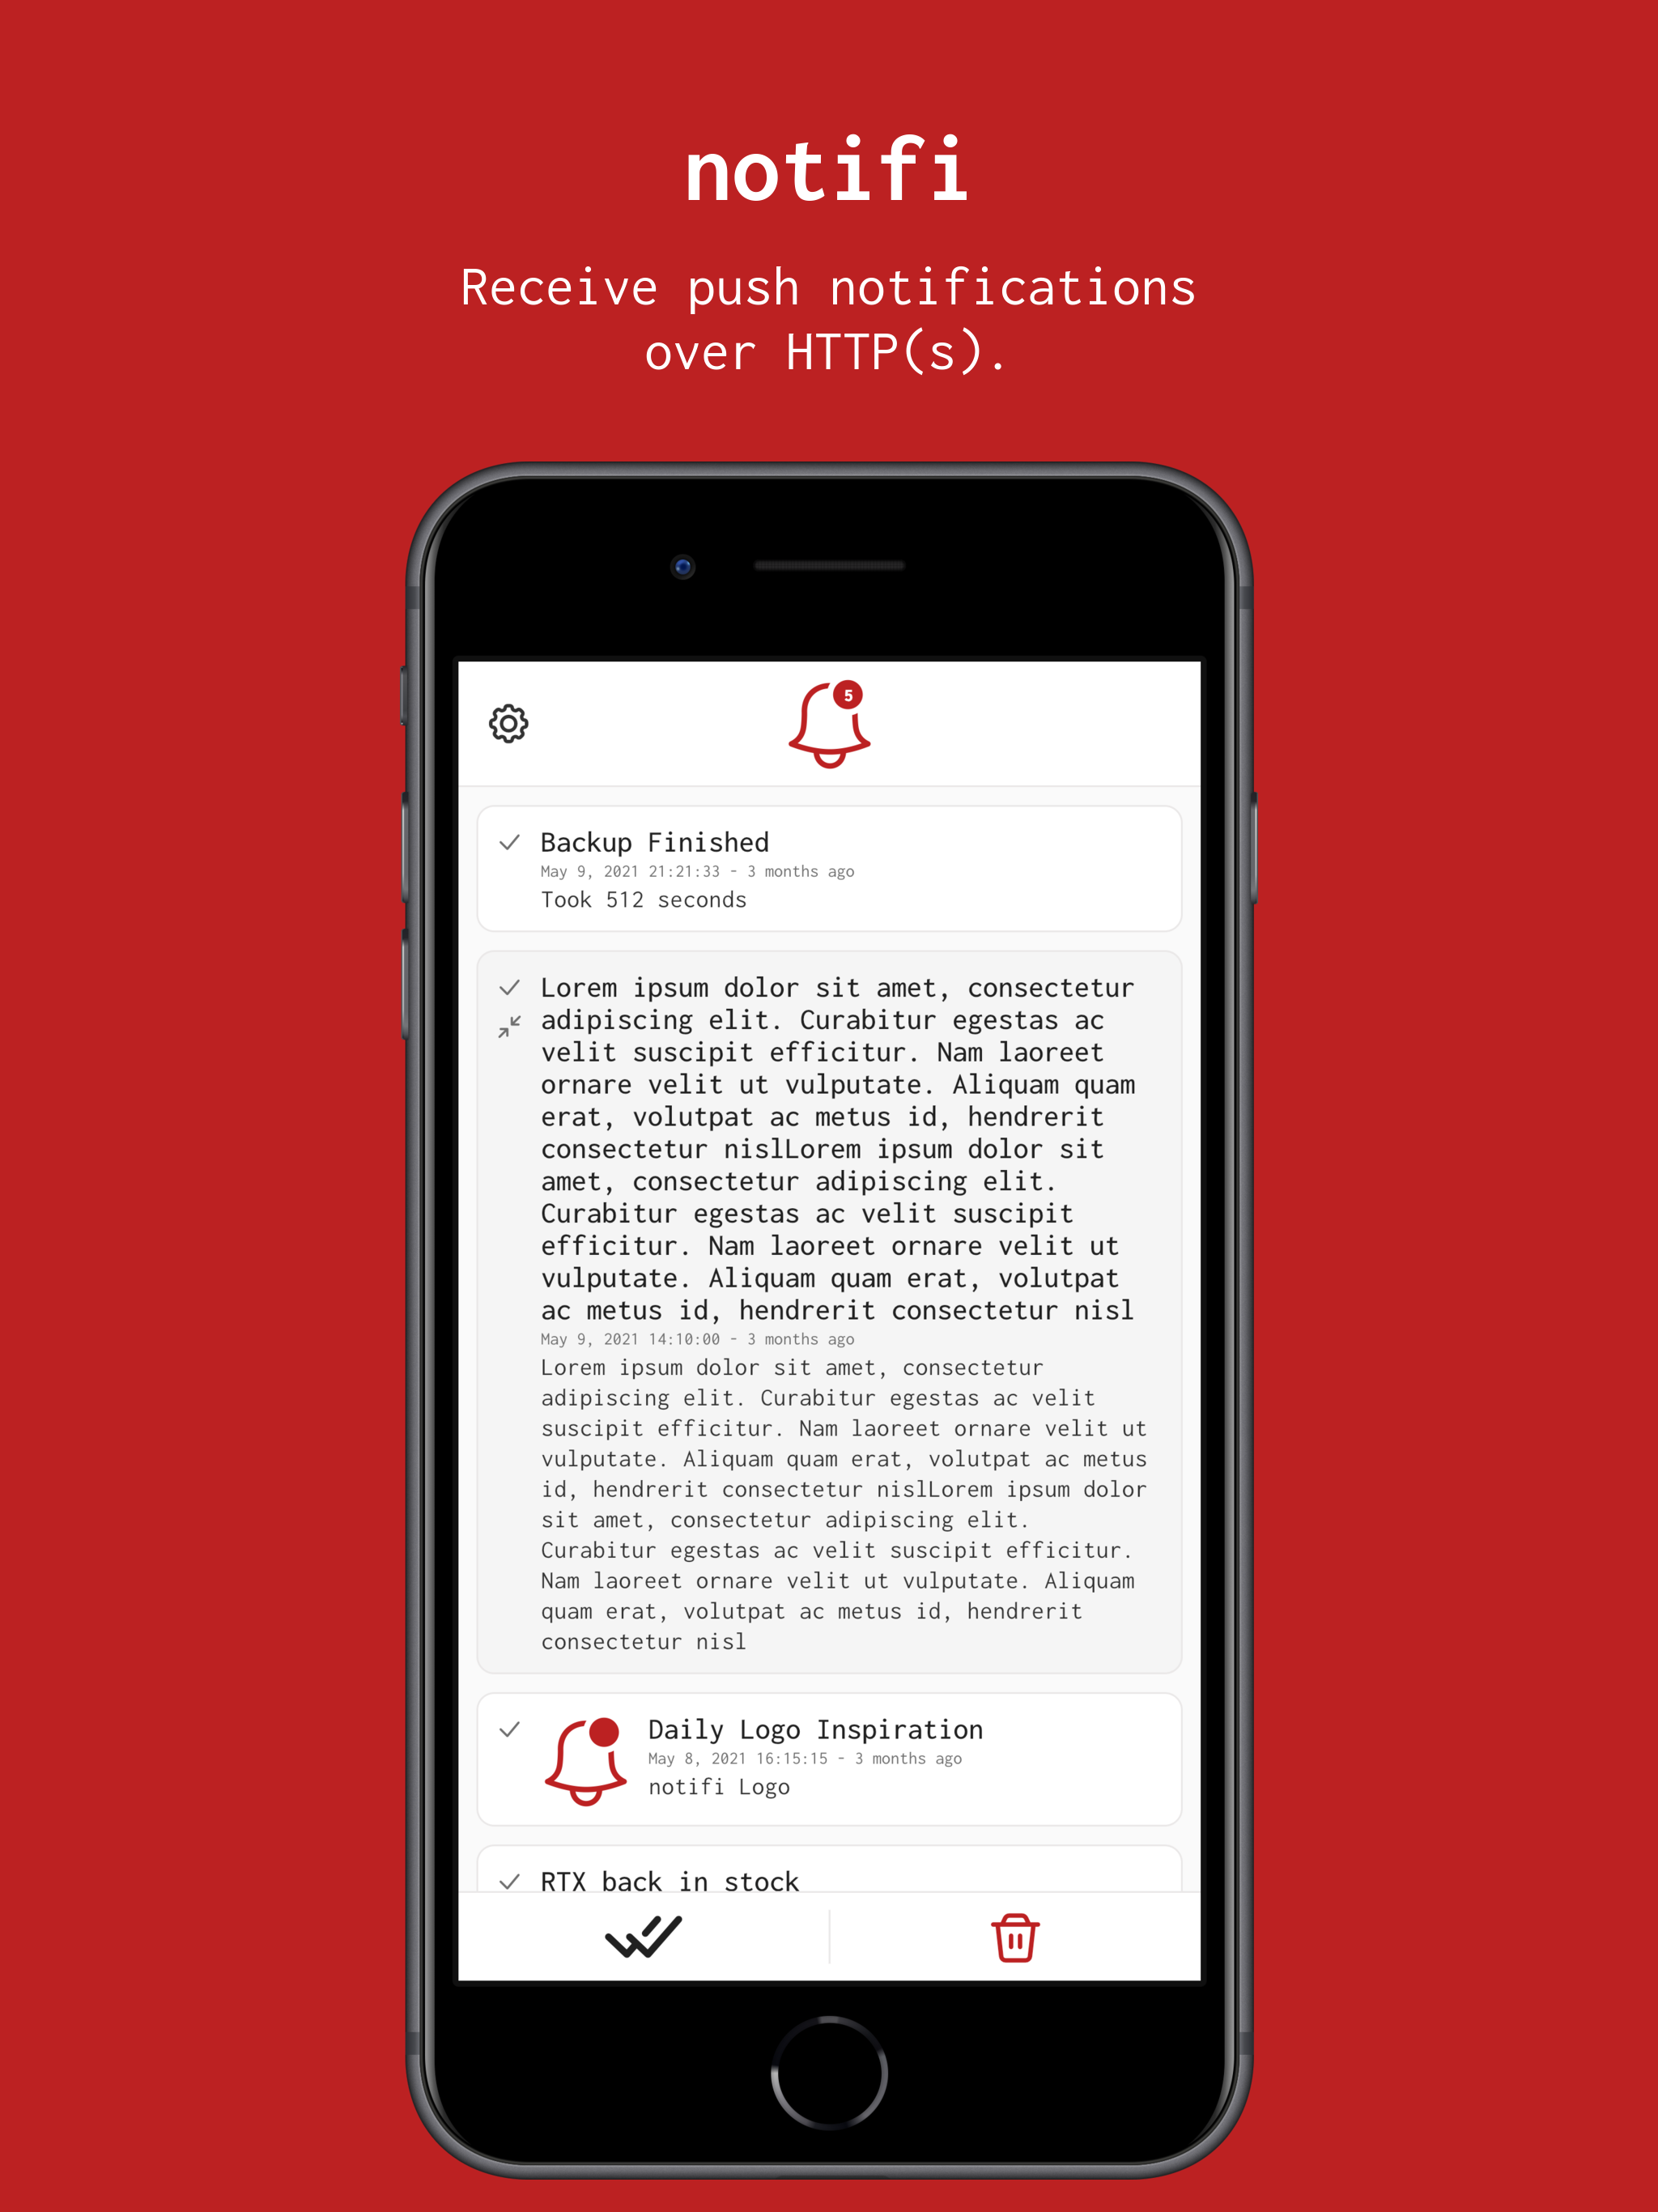 notifi
Receive push notifications
over HTTP(s).
5
Backup Finished
May 9, 2021 21:21:33 - 3 months ago
Took 512 seconds
Lorem ipsum dolor sit amet, consectetur
adipiscing elit. Curabitur egestas ac
velit suscipit efficitur. Nam laoreet
ornare velit ut vulputate. Aliquam quam
erat, volutpat ac metus id, hendrerit
consectetur nislLorem ipsum dolor sit
amet, consectetur adipiscing elit.
Curabitur egestas ac velit suscipit
efficitur. Nam laoreet ornare velit ut
vulputate. Aliquam quam erat, volutpat
ac metus id, hendrerit consectetur nisl
May 9, 2021 14:10:00 - 3 months ago
Lorem ipsum dolor sit amet, consectetur
adipiscing elit. Curabitur egestas ac velit
suscipit efficitur. Nam laoreet ornare velit ut
vulputate. Aliquam quam erat, volutpat ac metus
id, hendrerit consectetur nislLorem ipsum dolor
sit amet, consectetur adipiscing elit.
Curabitur egestas ac velit suscipit efficitur.
Nam laoreet ornare velit ut vulputate. Aliquam
quam erat, volutpat ac metus id, hendrerit
consectetur nisl
Daily Logo Inspiration
May 8, 2021 16:15:15 - 3 months ago
notifi Logo
RTX back in stock